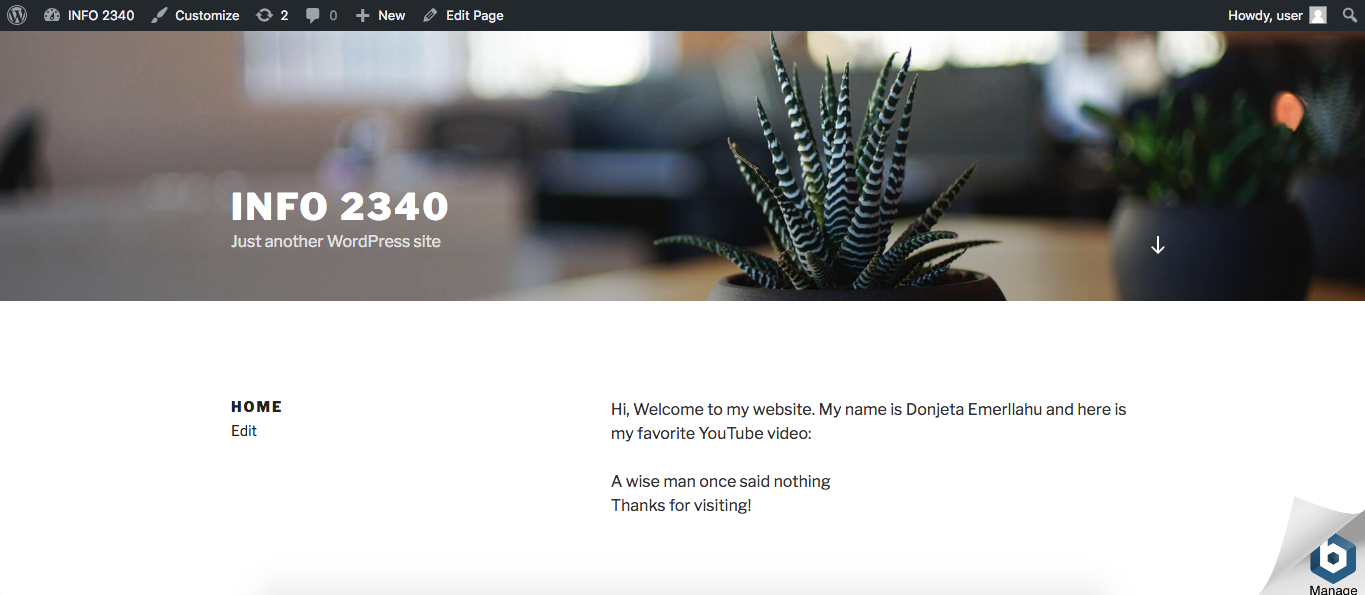 INFO 2340 Customize 2 0 New Edit Page Howdy, user
INFO 2340
Just another WordPress site
HOME
Edit
Hi, Welcome to my website. My name is Donjeta Emerllahu and here is
my favorite YouTube video:
A wise man once said nothing
Thanks for visiting!
Manage